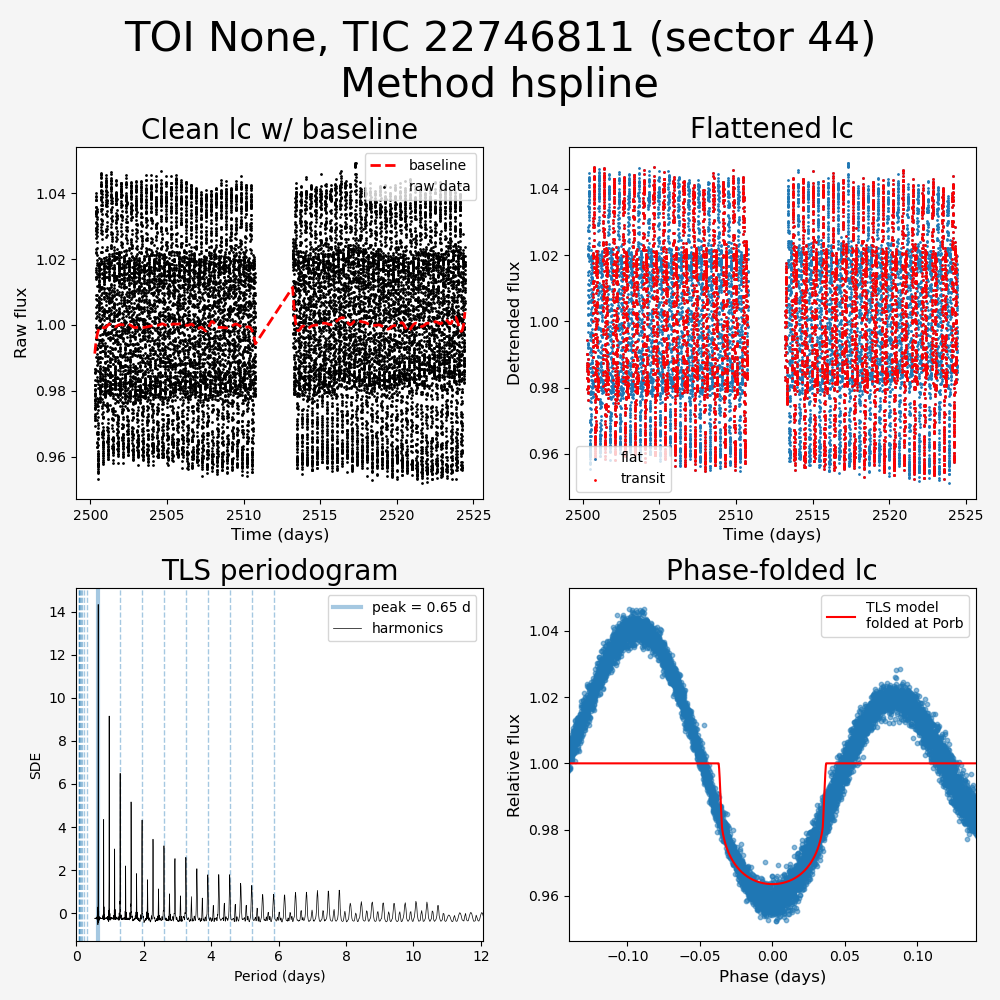 TOI None, TIC 22746811 (sector 44)
Method hspline
Clean lc w/ baseline
baseline
raw data
Raw flux
1.04
1.02
1.00
0.98
0.96
2500
2505
2510
2515
2520
2525
Time (days)
Flattened lc
flat
transit
Detrended flux
1.04
1.02
1.00
0.98
0.96
2500
2505
2510
2515
2520
2525
Time (days)
TLS periodogram
peak = 0.65 d
harmonics
SDE
14
12
10
8
6
4
2
0
0
2
4
6
8
10
12
Period (days)
Phase-folded lc
TLS model
folded at Porb
Relative flux
1.04
1.02
1.00
0.98
0.96
−0.10
−0.05
0.00
0.05
0.10
Phase (days)